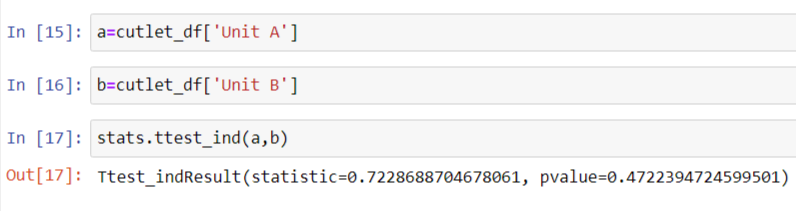 In [15]: a=cutlet_df['Unit A']
In [16]: b=cutlet_df['Unit B']
In [17]: stats.ttest_ind(a,b)
Out[17]: Ttest_indResult(statistic=0.7228688704678061, pvalue=0.4722394724599501)